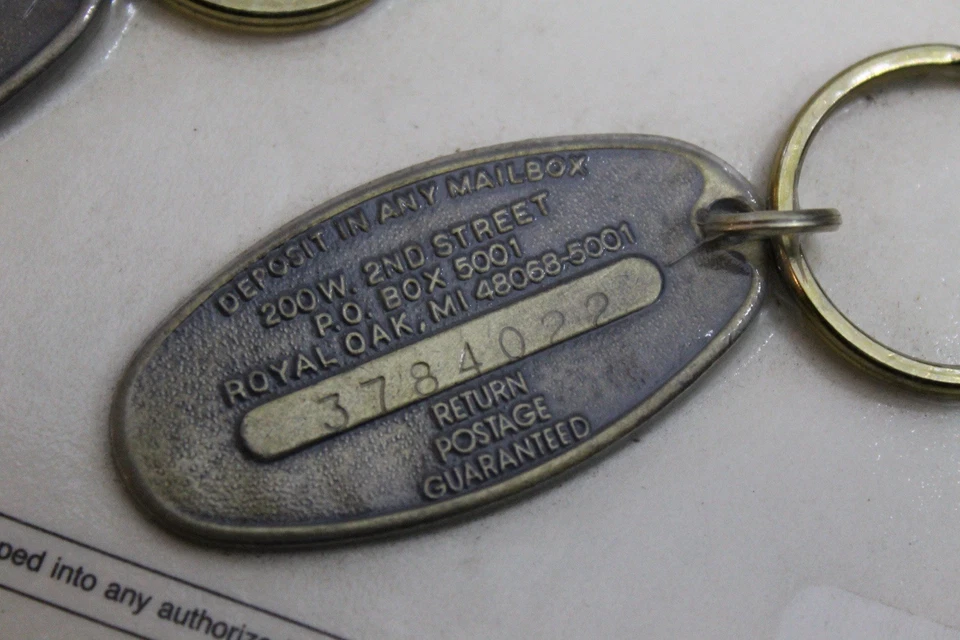 DEPOSIT IN ANY MAILBOX
200 W. 2ND STREET
P.O. BOX 5001
ROYAL OAK, MI 48068-5001
3784022
RETURN
POSTAGE
GUARANTEED
ped into any authoriz